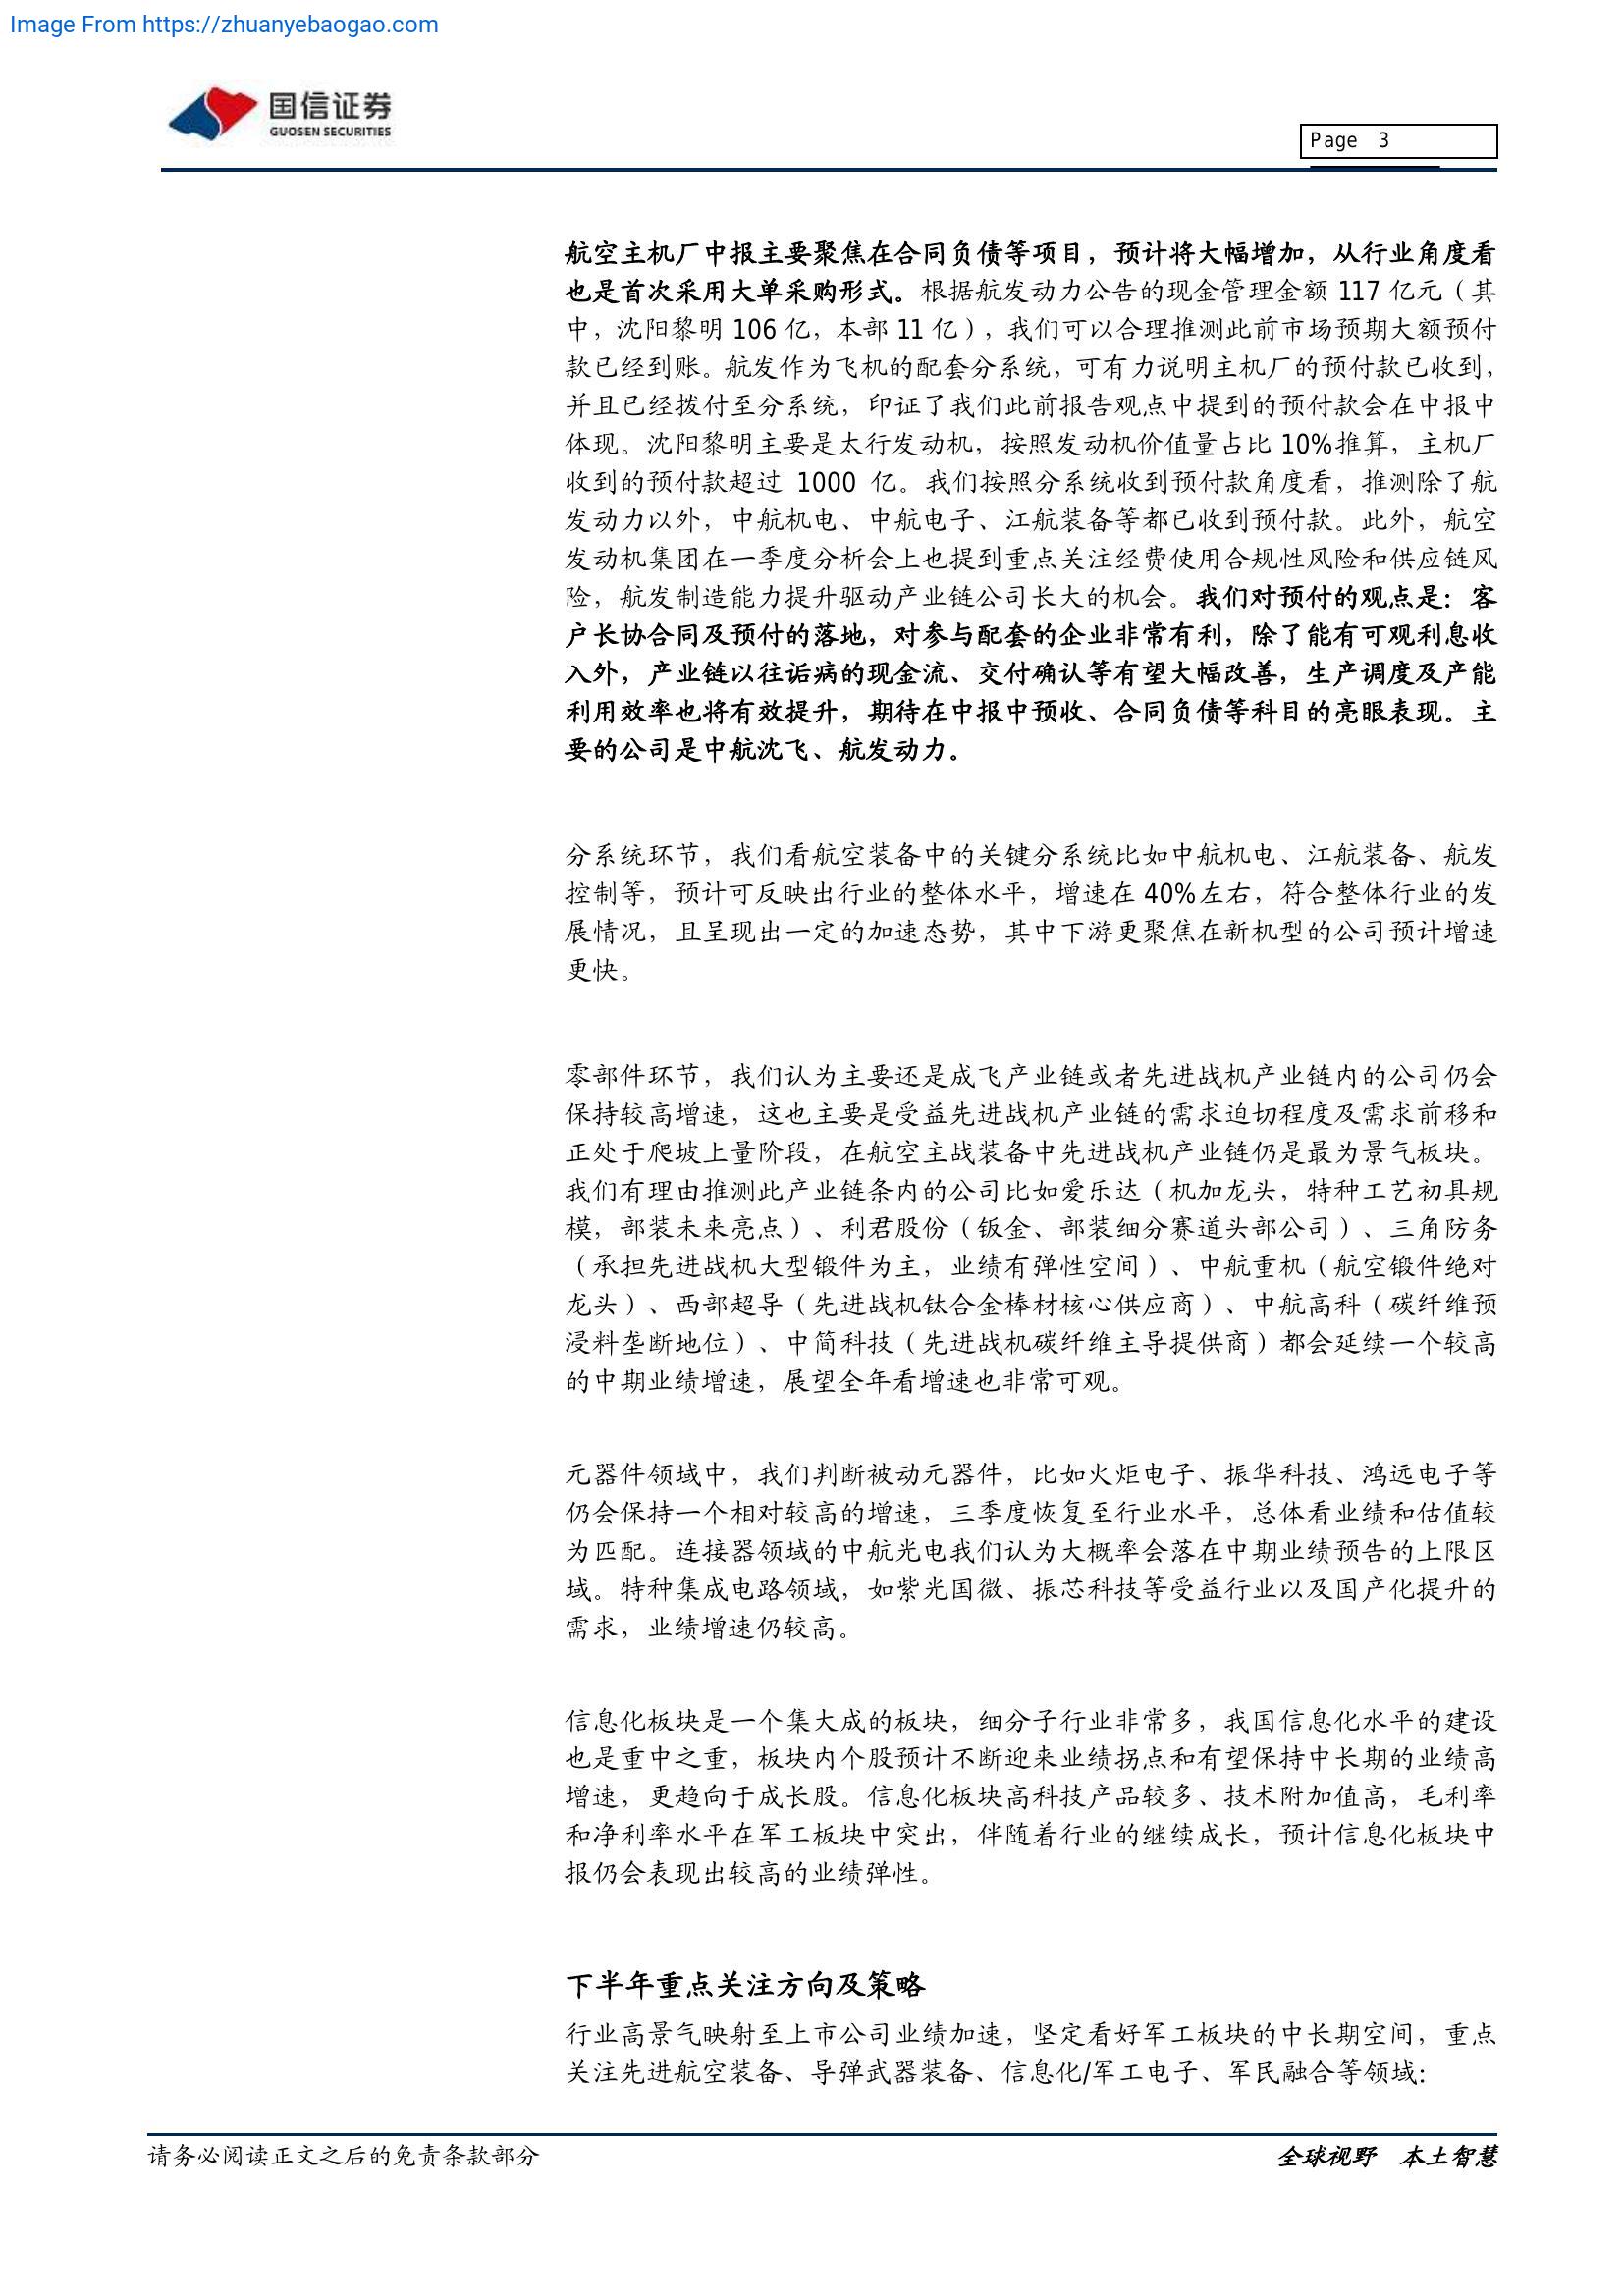 Image From https://zhuanyebaogao.com
国信证券
GUOSEN SECURITIES
Page 3
航空主机厂中报主要聚焦在合同负债等项目，预计将大幅增加，从行业角度看
也是首次采用大单采购形式。根据航发动力公告的现金管理金额 117 亿元（其
中，沈阳黎明 106 亿，本部 11 亿），我们可以合理推测此前市场预期大额预付
款已经到账。航发作为飞机的配套分系统，可有力说明主机厂的预付款已收到，
并且已经拨付至分系统，印证了我们此前报告观点中提到的预付款会在中报中
体现。沈阳黎明主要是太行发动机，按照发动机价值量占比 10%推算，主机厂
收到的预付款超过 1000 亿。我们按照分系统收到预付款角度看，推测除了航
发动力以外，中航机电、中航电子、江航装备等都已收到预付款。此外，航空
发动机集团在一季度分析会上也提到重点关注经费使用合规性风险和供应链风
险，航发制造能力提升驱动产业链公司长大的机会。我们对预付的观点是：客
户长协合同及预付的落地，对参与配套的企业非常有利，除了能有可观利息收
入外，产业链以往诟病的现金流、交付确认等有望大幅改善，生产调度及产能
利用效率也将有效提升，期待在中报中预收、合同负债等科目的亮眼表现。主
要的公司是中航沈飞、航发动力。
分系统环节，我们看航空装备中的关键分系统比如中航机电、江航装备、航发
控制等，预计可反映出行业的整体水平，增速在 40%左右，符合整体行业的发
展情况，且呈现出一定的加速态势，其中下游更聚焦在新机型的公司预计增速
更快。
零部件环节，我们认为主要还是成飞产业链或者先进战机产业链内的公司仍会
保持较高增速，这也主要是受益先进战机产业链的需求迫切程度及需求前移和
正处于爬坡上量阶段，在航空主战装备中先进战机产业链仍是最为景气板块。
我们有理由推测此产业链条内的公司比如爱乐达（机加龙头，特种工艺初具规
模，部装未来亮点）、利君股份（钣金、部装细分赛道头部公司）、三角防务
（承担先进战机大型锻件为主，业绩有弹性空间）、中航重机（航空锻件绝对
龙头）、西部超导（先进战机钛合金棒材核心供应商）、中航高科（碳纤维预
浸料垄断地位）、中简科技（先进战机碳纤维主导提供商）都会延续一个较高
的中期业绩增速，展望全年看增速也非常可观。
元器件领域中，我们判断被动元器件，比如火炬电子、振华科技、鸿远电子等
仍会保持一个相对较高的增速，三季度恢复至行业水平，总体看业绩和估值较
为匹配。连接器领域的中航光电我们认为大概率会落在中期业绩预告的上限区
域。特种集成电路领域，如紫光国微、振芯科技等受益行业以及国产化提升的
需求，业绩增速仍较高。
信息化板块是一个集大成的板块，细分子行业非常多，我国信息化水平的建设
也是重中之重，板块内个股预计不断迎来业绩拐点和有望保持中长期的业绩高
增速，更趋向于成长股。信息化板块高科技产品较多、技术附加值高，毛利率
和净利率水平在军工板块中突出，伴随着行业的继续成长，预计信息化板块中
报仍会表现出较高的业绩弹性。
下半年重点关注方向及策略
行业高景气映射至上市公司业绩加速，坚定看好军工板块的中长期空间，重点
关注先进航空装备、导弹武器装备、信息化/军工电子、军民融合等领域：
请务必阅读正文之后的免责条款部分
全球视野 本土智慧